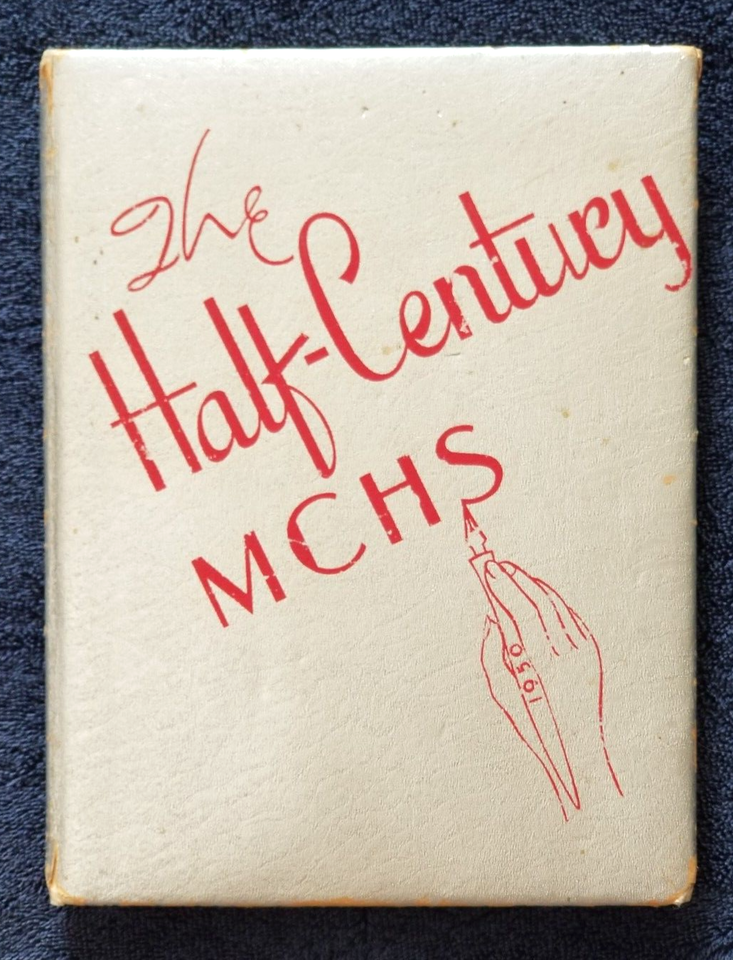 The
Half-Century
MCHS
1950